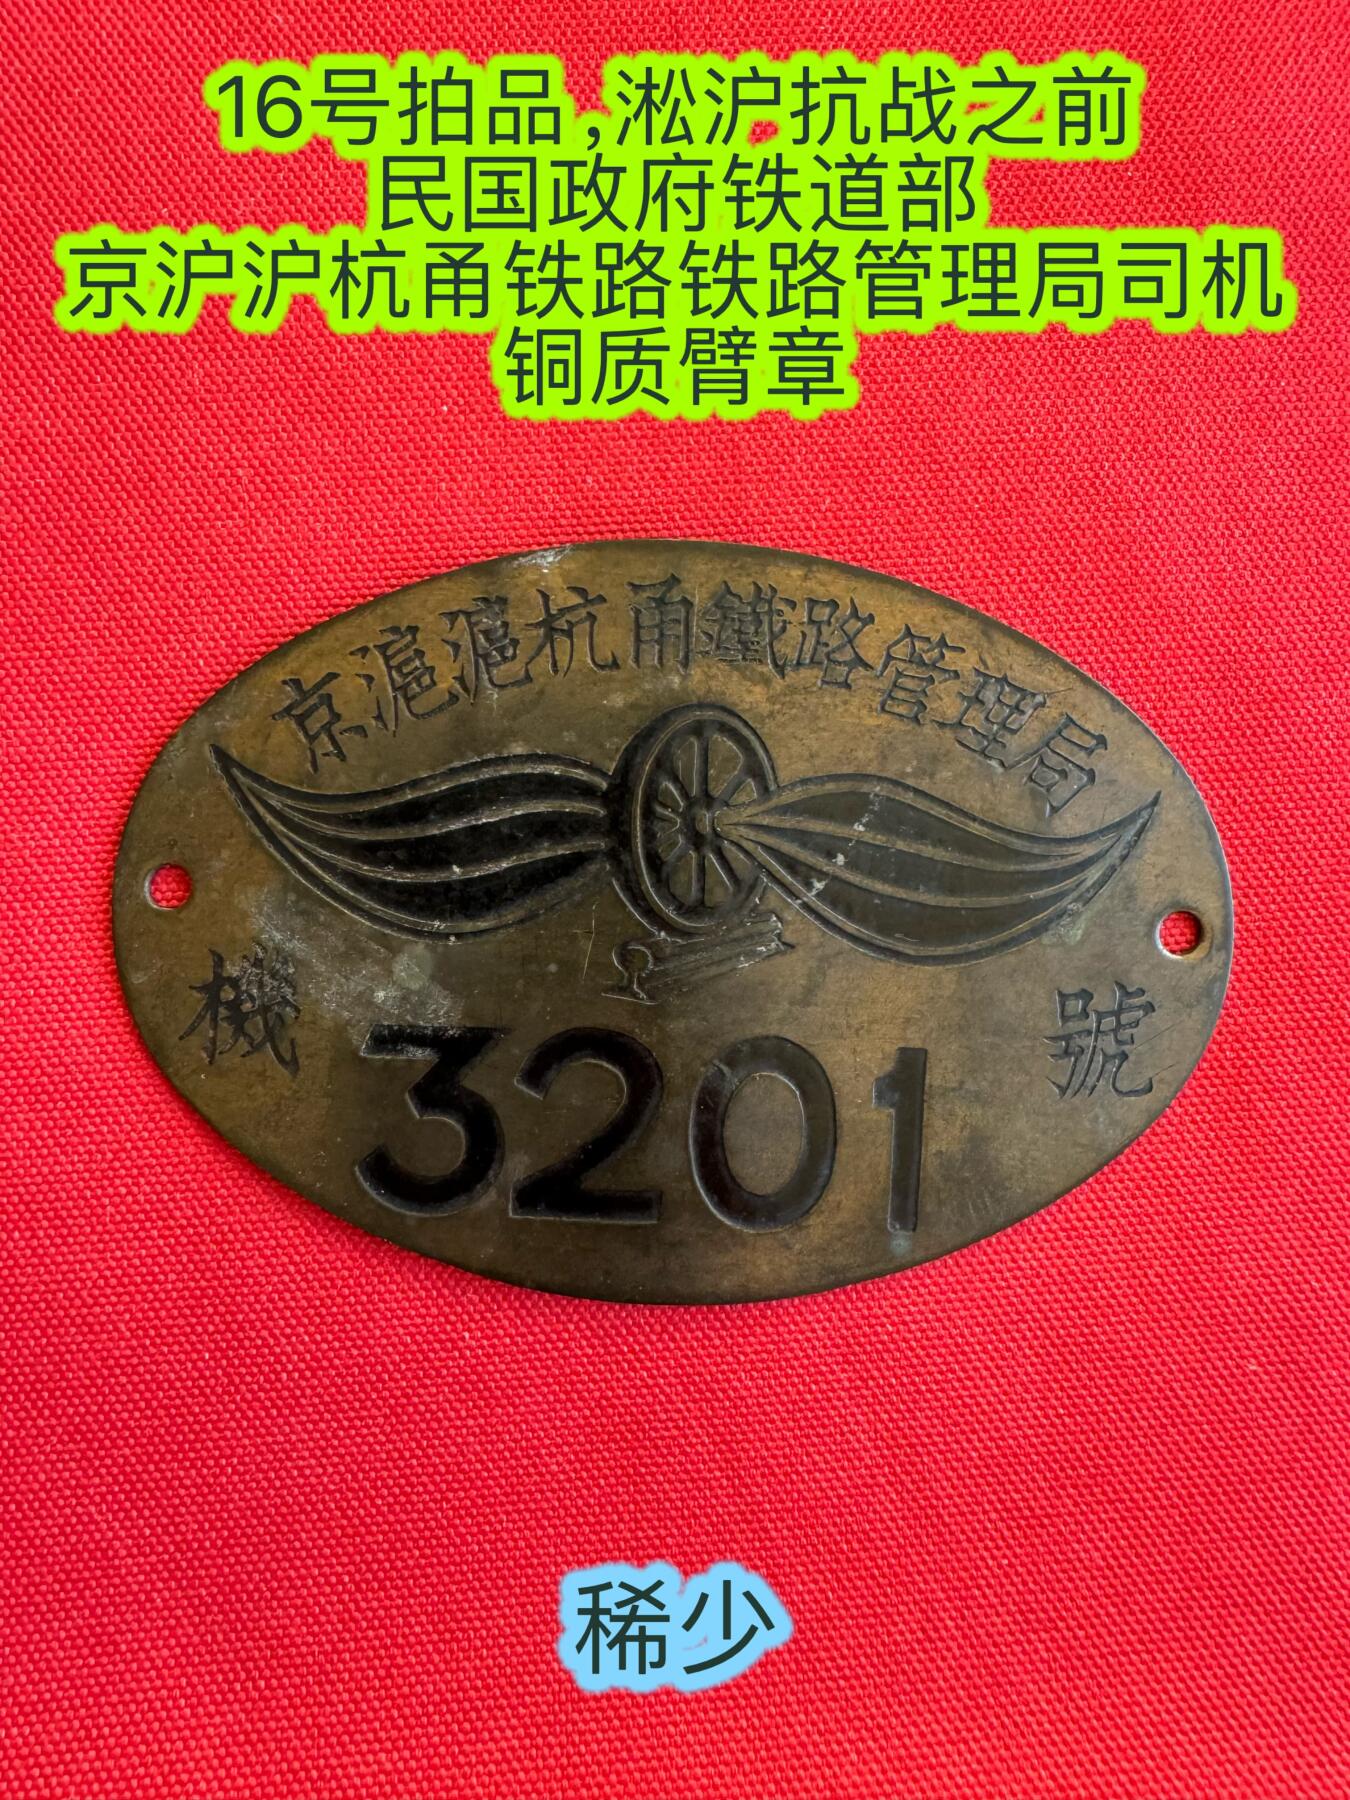 16号拍品,淞沪抗战之前
民国政府铁道部
京沪沪杭甬铁路铁路管理局司机
铜质臂章
京滬滬杭甬鐵路管理局
機
號
3201
稀少